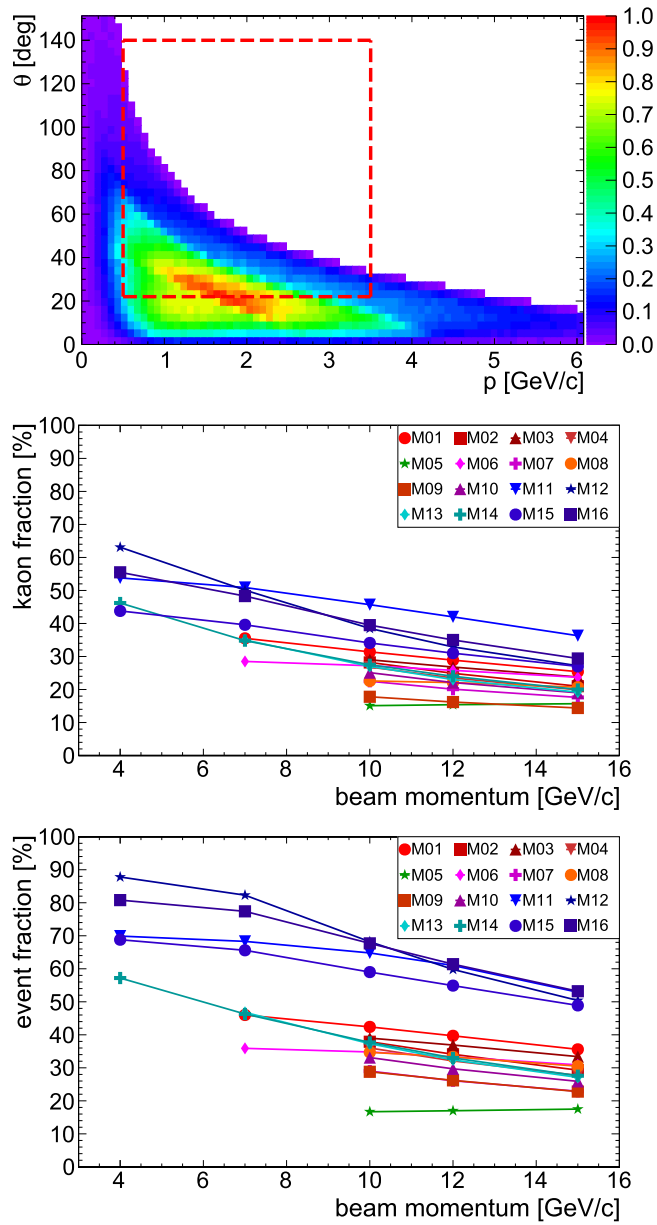 θ [deg]
140
120
100
80
60
40
20
0
0 1 2 3 4 5 6
p [GeV/c]
1.0
0.9
0.8
0.7
0.6
0.5
0.4
0.3
0.2
0.1
0.0
kaon fraction [%]
100
90
80
70
60
50
40
30
20
10
0
M01 M02 M03 M04
M05 M06 M07 M08
M09 M10 M11 M12
M13 M14 M15 M16
4 6 8 10 12 14 16
beam momentum [GeV/c]
event fraction [%]
100
90
80
70
60
50
40
30
20
10
0
M01 M02 M03 M04
M05 M06 M07 M08
M09 M10 M11 M12
M13 M14 M15 M16
4 6 8 10 12 14 16
beam momentum [GeV/c]